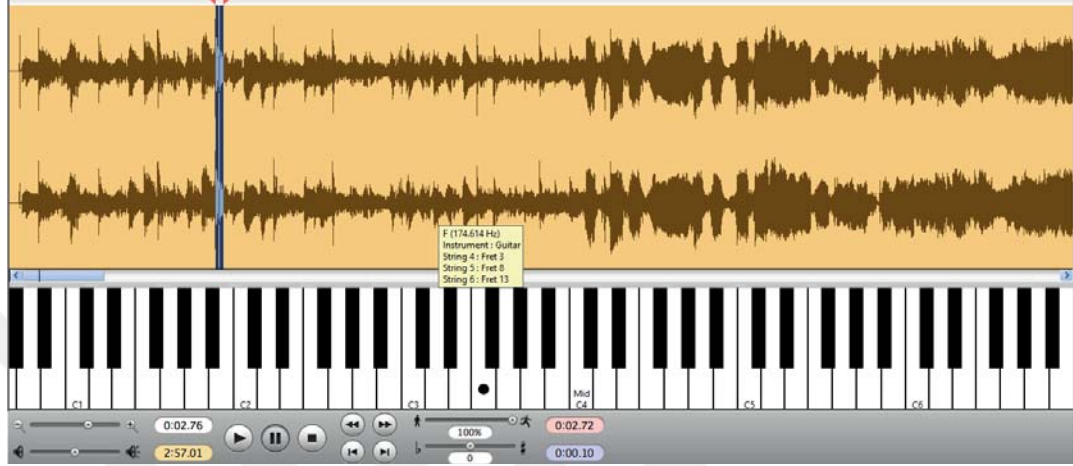 F (174.614 Hz)
Instrument : Guitar
String 4 : Fret 3
String 5 : Fret 8
String 6 : Fret 13
Mid
C1
C2
C3
C4
C5
C6
0:02.76
100%
0:02.72
2:57.01
0
0:00.10